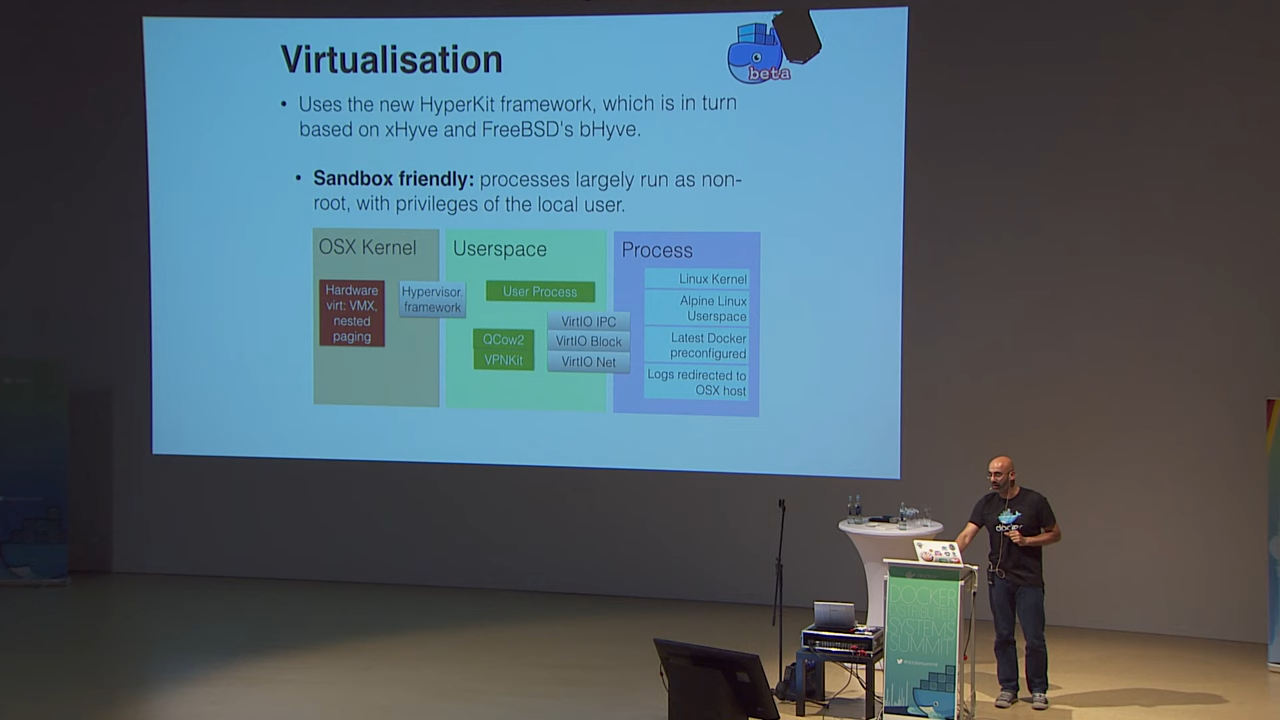 Virtualisation
beta
• Uses the new HyperKit framework, which is in turn
based on xHyve and FreeBSD's bHyve.
• Sandbox friendly: processes largely run as non-
root, with privileges of the local user.
OSX Kernel
Hardware
virt: VMX,
nested
paging
Hypervisor.
framework
Userspace
User Process
QCow2
VPNKit
VirtIO IPC
VirtIO Block
VirtIO Net
Process
Linux Kernel
Alpine Linux
Userspace
Latest Docker
preconfigured
Logs redirected to
OSX host
docker
DOCKER
DISTRIBUTED
SYSTEMS
SUMMIT